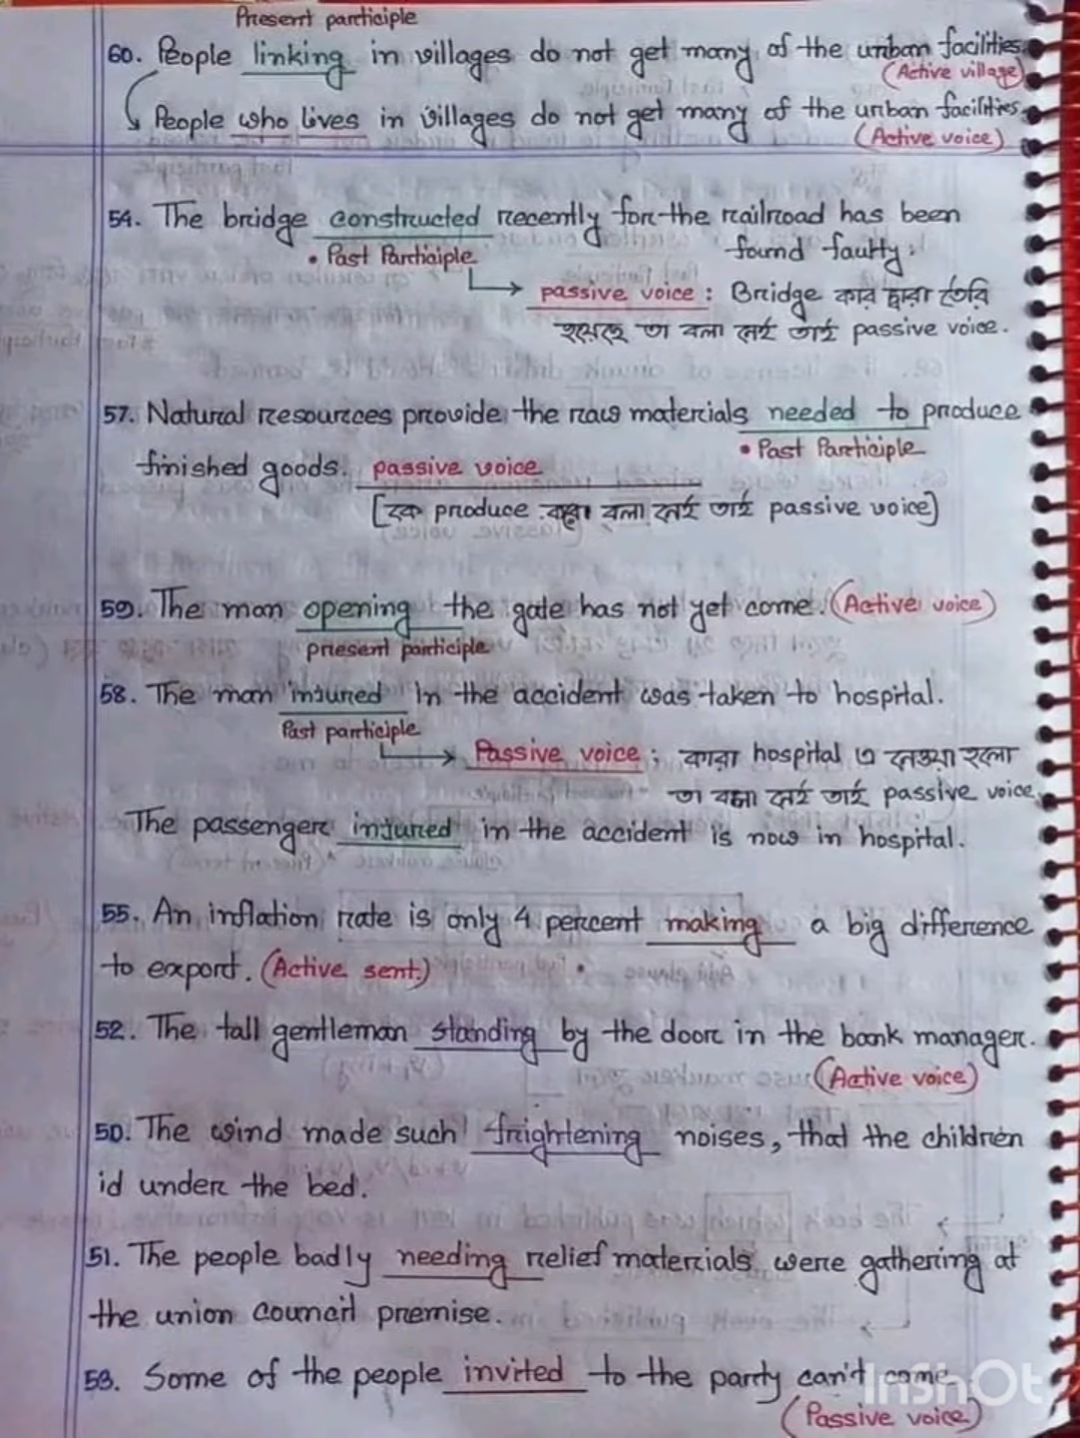 Present participle
60. People linking in villages do not get many of the urban facilities.
(Active village)
People who lives in villages do not get many of the urban facilities.
(Active voice)
54. The bridge constructed recently for the railroad has been
found faulty:
• Past Participle
passive voice : Bridge কার দ্বারা তৈরি
হয়েছে তা বলা নেই তাই passive voice.
57. Natural resources provide the raw materials needed to produce
• Past Participle
finished goods. passive voice
[কে produce করে বলা নেই তাই passive voice]
59. The man opening the gate has not yet come. (Active voice)
present participle
58. The man injured in the accident was taken to hospital.
Past participle
Passive voice ; কারা hospital এ নেওয়া হলো
তা বলা নেই তাই passive voice.
The passenger injured in the accident is now in hospital.
55. An inflation rate is only 4 percent making a big difference
to export. (Active sent.)
52. The tall gentleman standing by the door in the bank manager.
(Active voice)
50. The wind made such frightening noises, that the children
id under the bed.
51. The people badly needing relief materials were gathering at
the union council premise.
53. Some of the people invited to the party can't come
(Passive voice)
InShOt